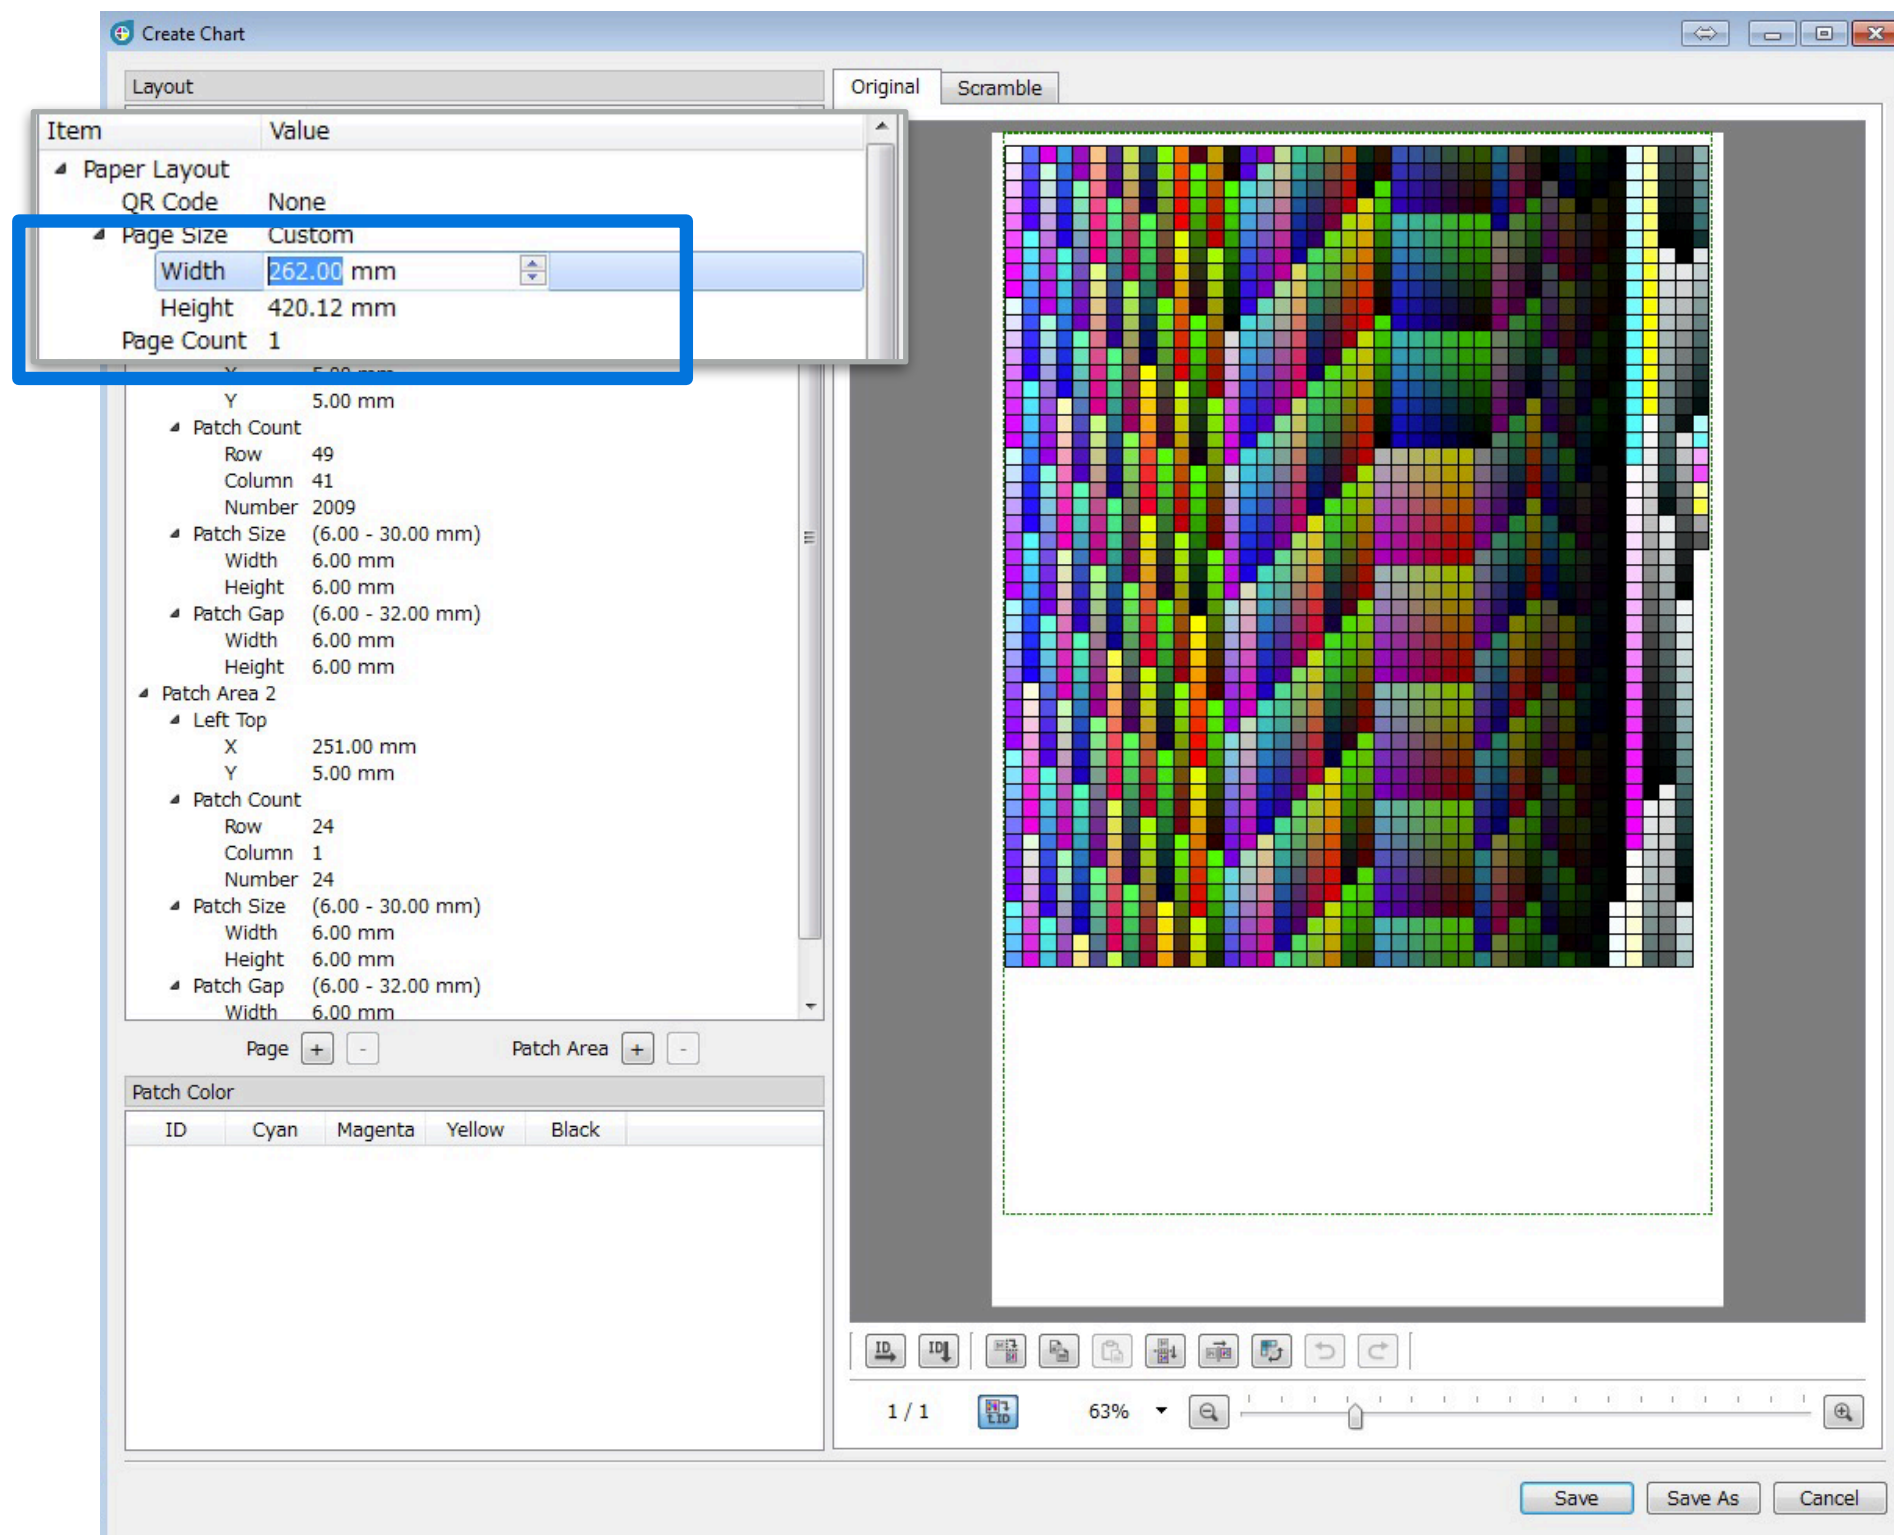 Create Chart
Layout
Original Scramble
Item Value
Paper Layout
QR Code None
Page Size Custom
Width 262.00 mm
Height 420.12 mm
Page Count 1
Y 5.00 mm
Patch Count
Row 49
Column 41
Number 2009
Patch Size (6.00 - 30.00 mm)
Width 6.00 mm
Height 6.00 mm
Patch Gap (6.00 - 32.00 mm)
Width 6.00 mm
Height 6.00 mm
Patch Area 2
Left Top
X 251.00 mm
Y 5.00 mm
Patch Count
Row 24
Column 1
Number 24
Patch Size (6.00 - 30.00 mm)
Width 6.00 mm
Height 6.00 mm
Patch Gap (6.00 - 32.00 mm)
Width 6.00 mm
Page + - Patch Area + -
Patch Color
ID Cyan Magenta Yellow Black
ID ID
1 / 1 ID 63%
Save Save As Cancel